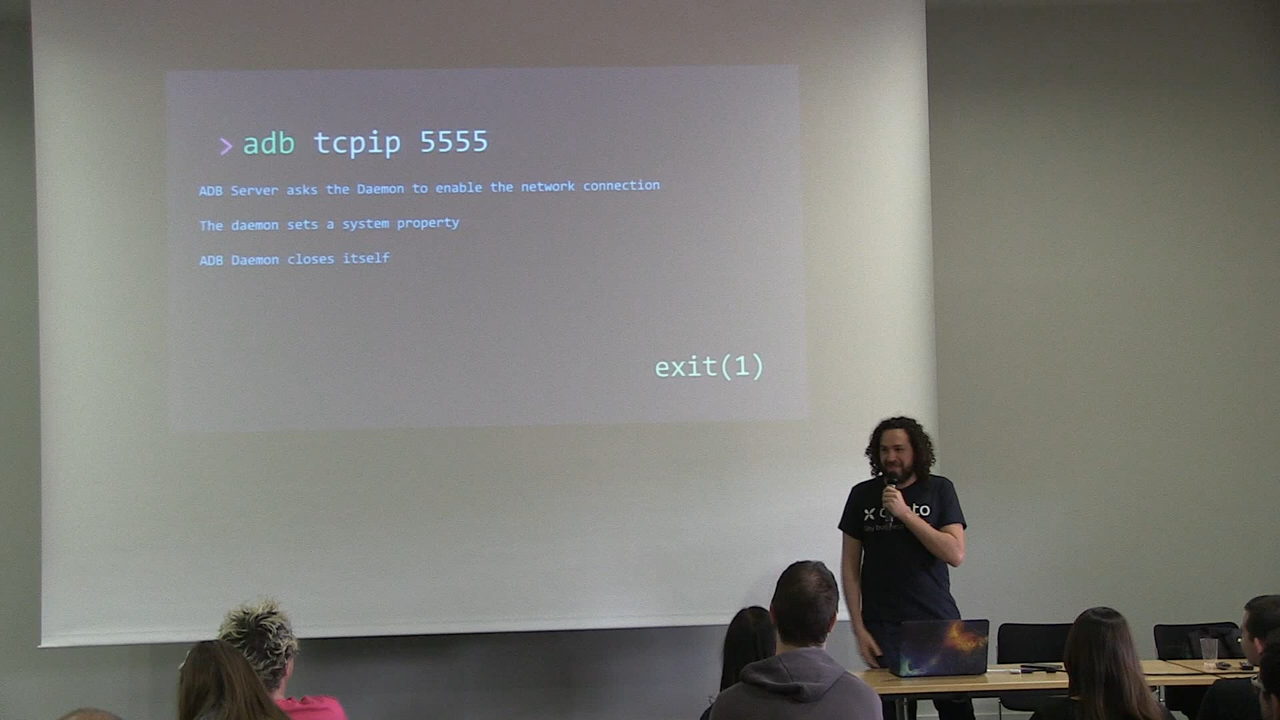 > adb tcpip 5555
ADB Server asks the Daemon to enable the network connection
The daemon sets a system property
ADB Daemon closes itself
exit(1)